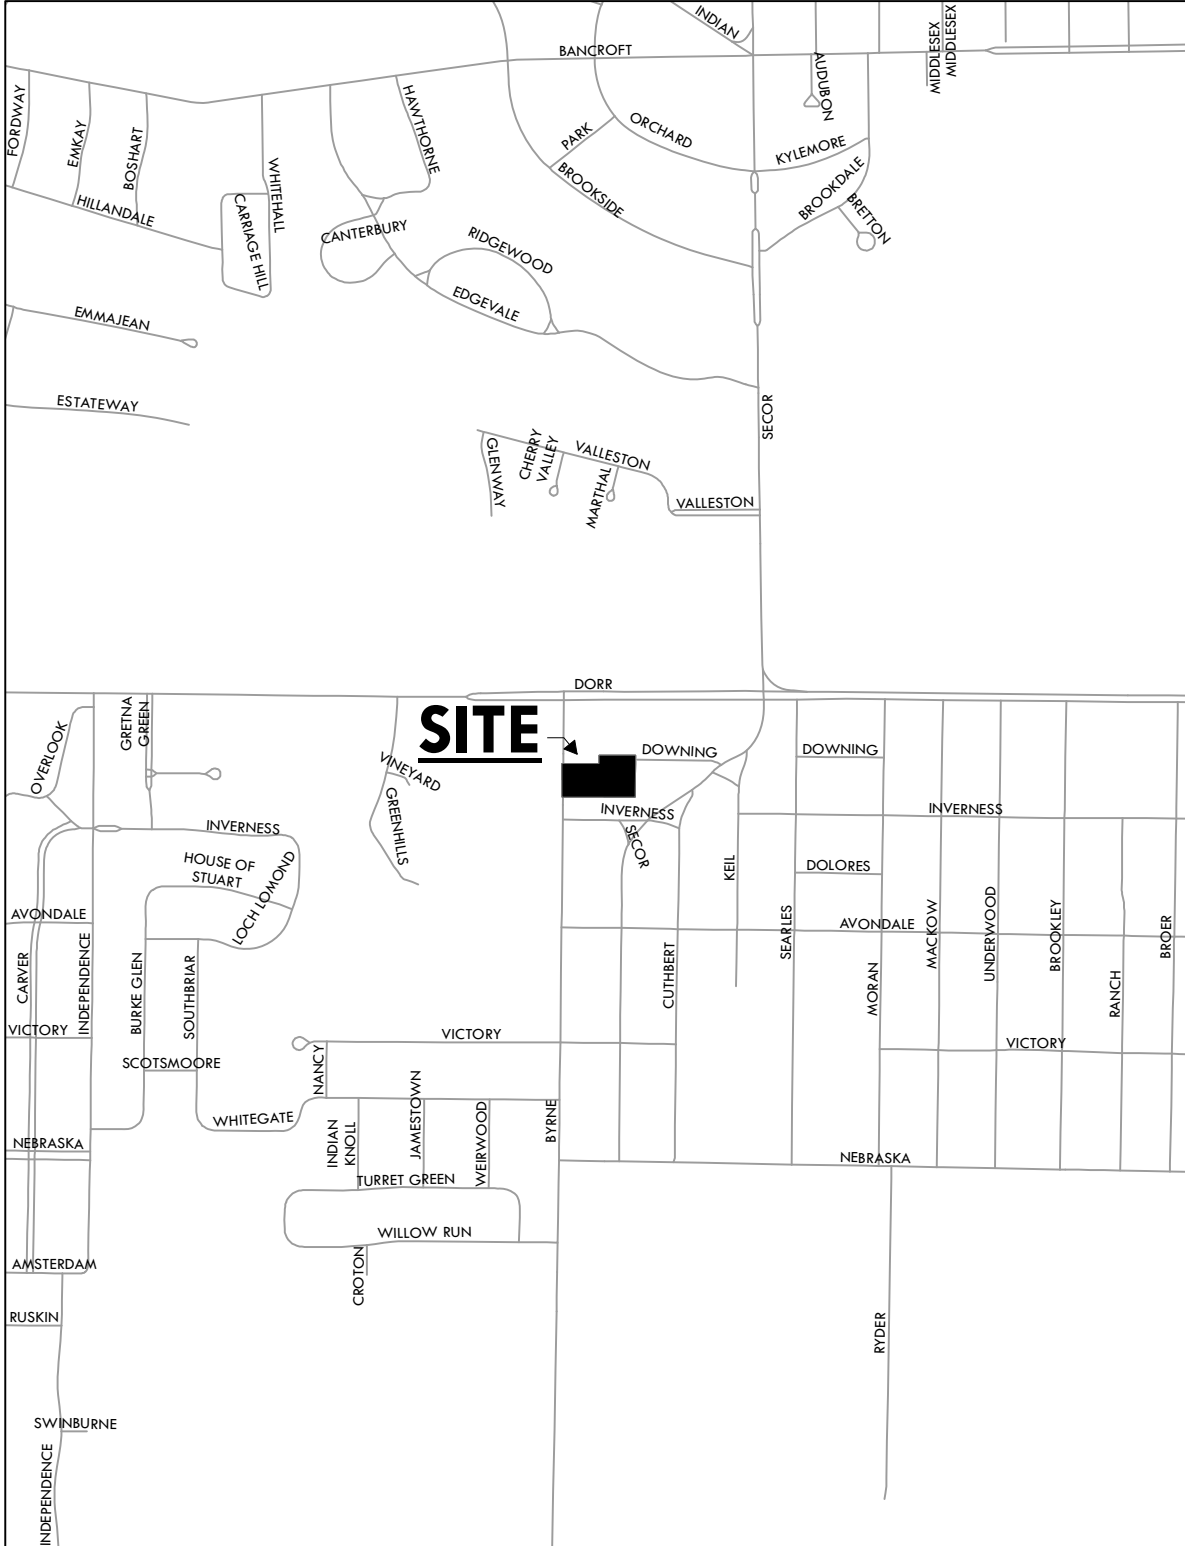 INDIAN
MIDDLESEX
MIDDLESEX
BANCROFT
AUDUBON
FORDWAY
EMKAY
BOSHART
HAWTHORNE
PARK
ORCHARD
KYLEMORE
HILLANDALE
WHITEHALL
CARRIAGE HILL
BROOKSIDE
BROOKDALE
BRETTON
CANTERBURY
RIDGEWOOD
EDGEVALE
EMMAJEAN
ESTATEWAY
SECOR
GLENWAY
CHERRY
VALLEY
VALLESTON
MARTHAL
VALLESTON
DORR
GRETNA
GREEN
OVERLOOK
SITE
DOWNING
DOWNING
VINEYARD
GREENHILLS
INVERNESS
INVERNESS
INVERNESS
SECOR
HOUSE OF
STUART
LOCH LOMOND
KEIL
DOLORES
AVONDALE
AVONDALE
CARVER
INDEPENDENCE
BURKE GLEN
SOUTHBRIAR
CUTHBERT
SEARLES
MORAN
MACKOW
UNDERWOOD
BROOKLEY
RANCH
BROER
VICTORY
VICTORY
VICTORY
SCOTSMOORE
NANCY
WHITEGATE
INDIAN
KNOLL
JAMESTOWN
WEIRWOOD
BYRNE
NEBRASKA
NEBRASKA
TURRET GREEN
WILLOW RUN
CROTON
AMSTERDAM
RUSKIN
RYDER
SWINBURNE
INDEPENDENCE